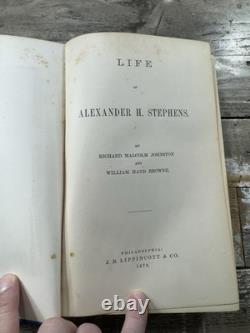 LIFE
OF
ALEXANDER H. STEPHENS.
BY
RICHARD MALCOLM JOHNSTON
AND
WILLIAM HAND BROWNE.
PHILADELPHIA:
J. B. LIPPINCOTT & CO.
1878.